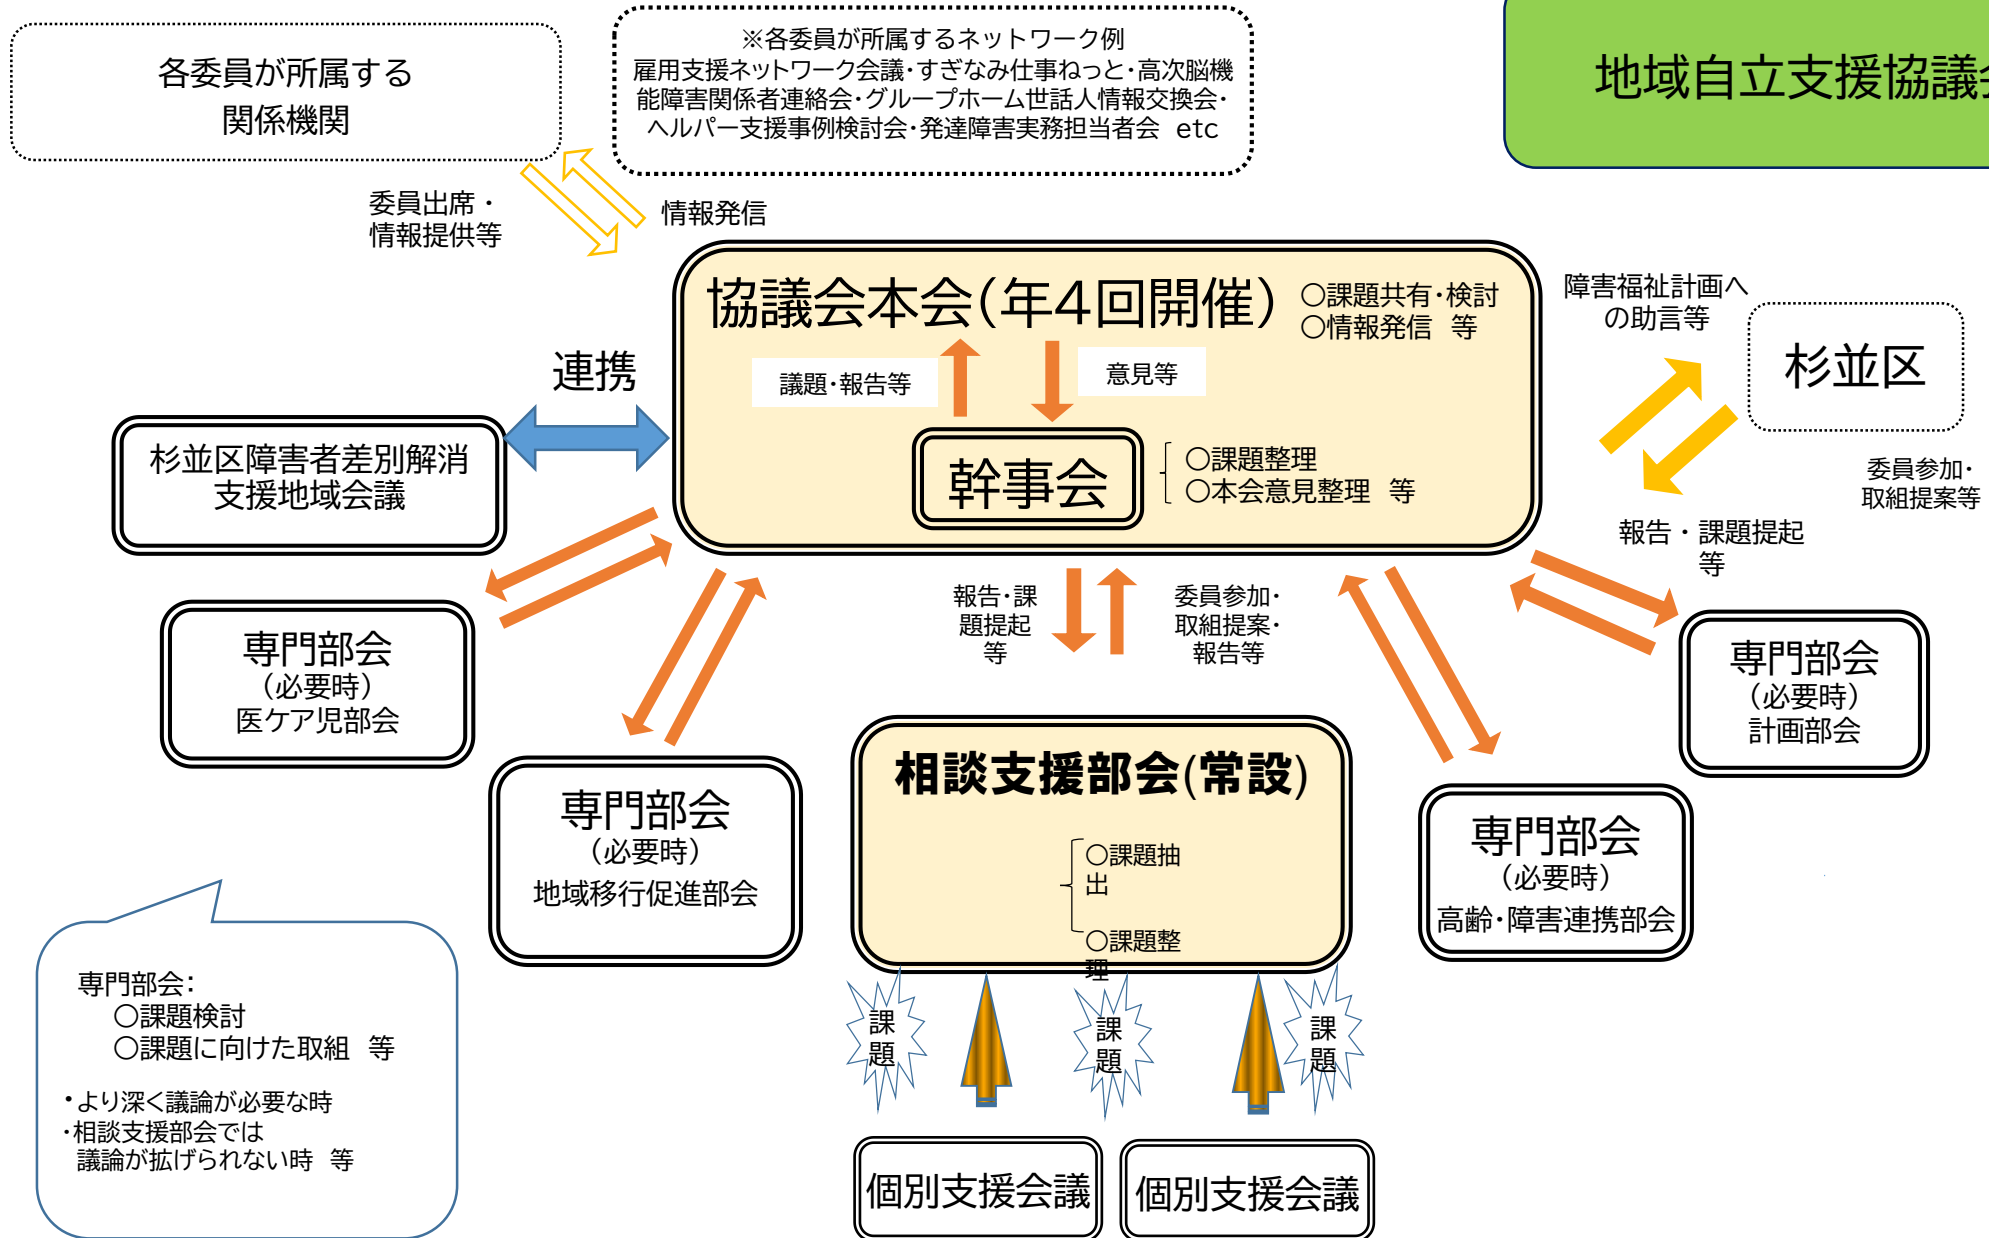 各委員が所属する
関係機関
※各委員が所属するネットワーク例
雇用支援ネットワーク会議・すぎなみ仕事ねっと・高次脳機
能障害関係者連絡会・グループホーム世話人情報交換会・
ヘルパー支援事例検討会・発達障害実務担当者会 etc
地域自立支援協議
委員出席・
情報提供等
情報発信
協議会本会（年４回開催）
○課題共有・検討
○情報発信 等
議題・報告等
意見等
幹事会
○課題整理
○本会意見整理 等
連携
杉並区障害者差別解消
支援地域会議
障害福祉計画へ
の助言等
杉並区
委員参加・
取組提案等
報告・課題提起
等
報告・課
題提起
等
委員参加・
取組提案・
報告等
専門部会
（必要時）
医ケア児部会
専門部会
（必要時）
地域移行促進部会
相談支援部会(常設)
○課題抽
出
○課題整
理
専門部会
（必要時）
高齢・障害連携部会
専門部会
（必要時）
計画部会
専門部会：
○課題検討
○課題に向けた取組 等
・より深く議論が必要な時
・相談支援部会では
議論が拡げられない時 等
課
題
課
題
課
題
個別支援会議
個別支援会議